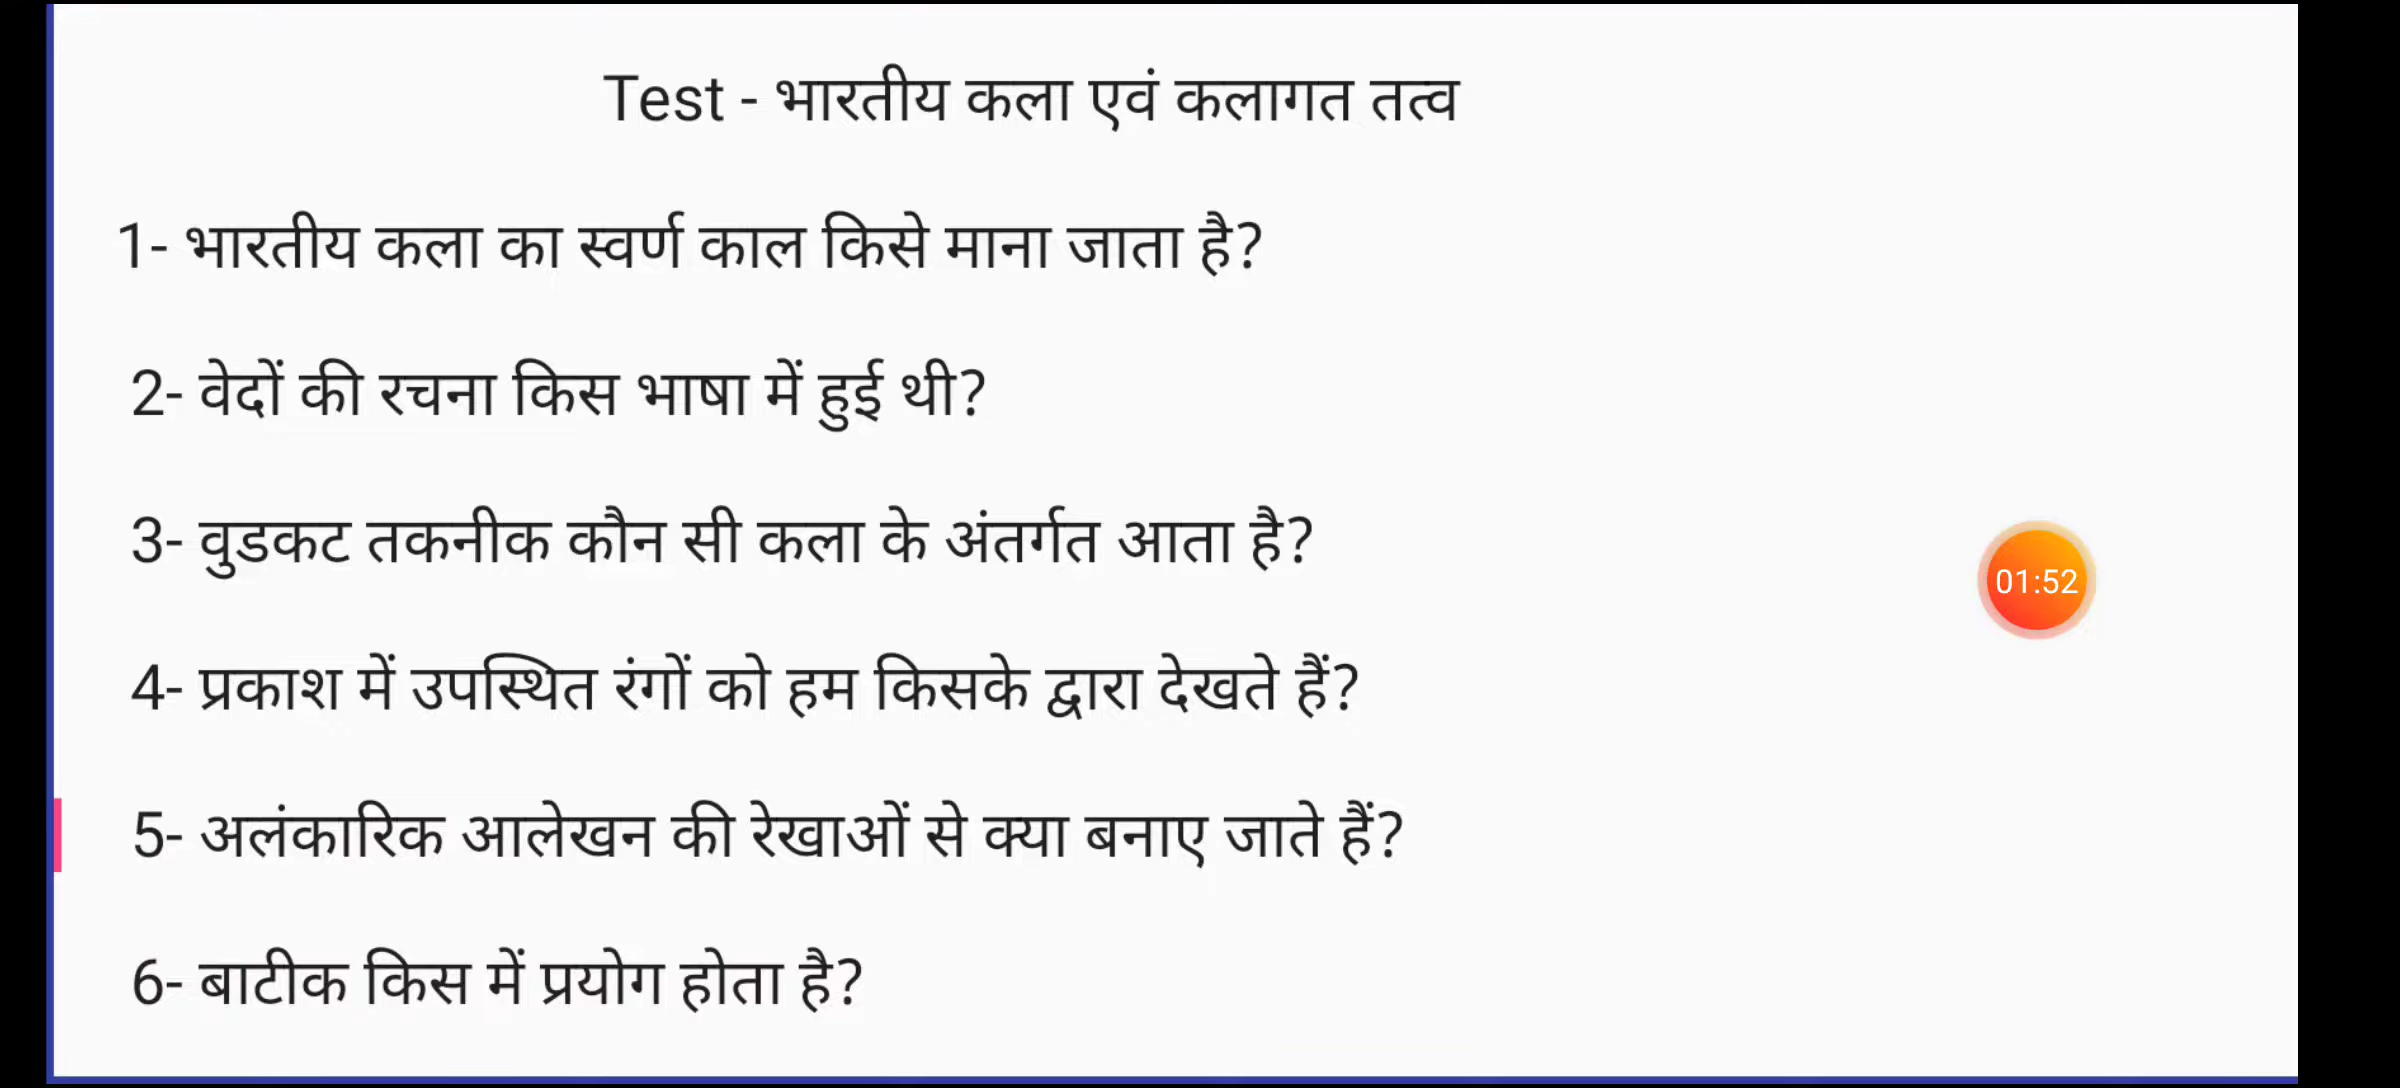 Test - भारतीय कला एवं कलागत तत्व
1- भारतीय कला का स्वर्ण काल किसे माना जाता है?
2- वेदों की रचना किस भाषा में हुई थी?
3- वुडकट तकनीक कौन सी कला के अंतर्गत आता है?
01:52
4- प्रकाश में उपस्थित रंगों को हम किसके द्वारा देखते हैं?
5- अलंकारिक आलेखन की रेखाओं से क्या बनाए जाते हैं?
6- बाटीक किस में प्रयोग होता है?